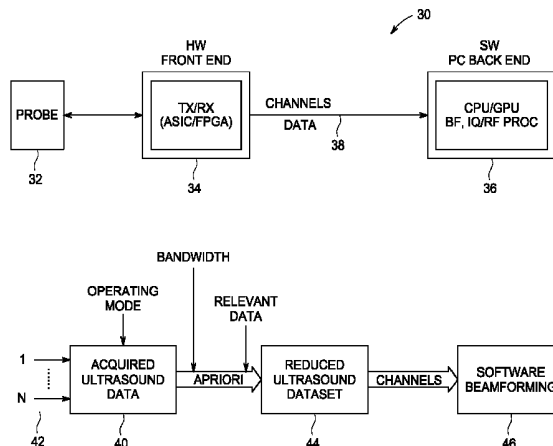 30
HW
FRONT END
SW
PC BACK END
PROBE
TX/RX
(ASIC/FPGA)
CHANNELS
DATA
38
CPU/GPU
BF, IQ/RF PROC
32
34
36
BANDWIDTH
OPERATING
MODE
RELEVANT
DATA
1
N
ACQUIRED
ULTRASOUND
DATA
APRIORI
REDUCED
ULTRASOUND
DATASET
CHANNELS
SOFTWARE
BEAMFORMING
42
40
44
46